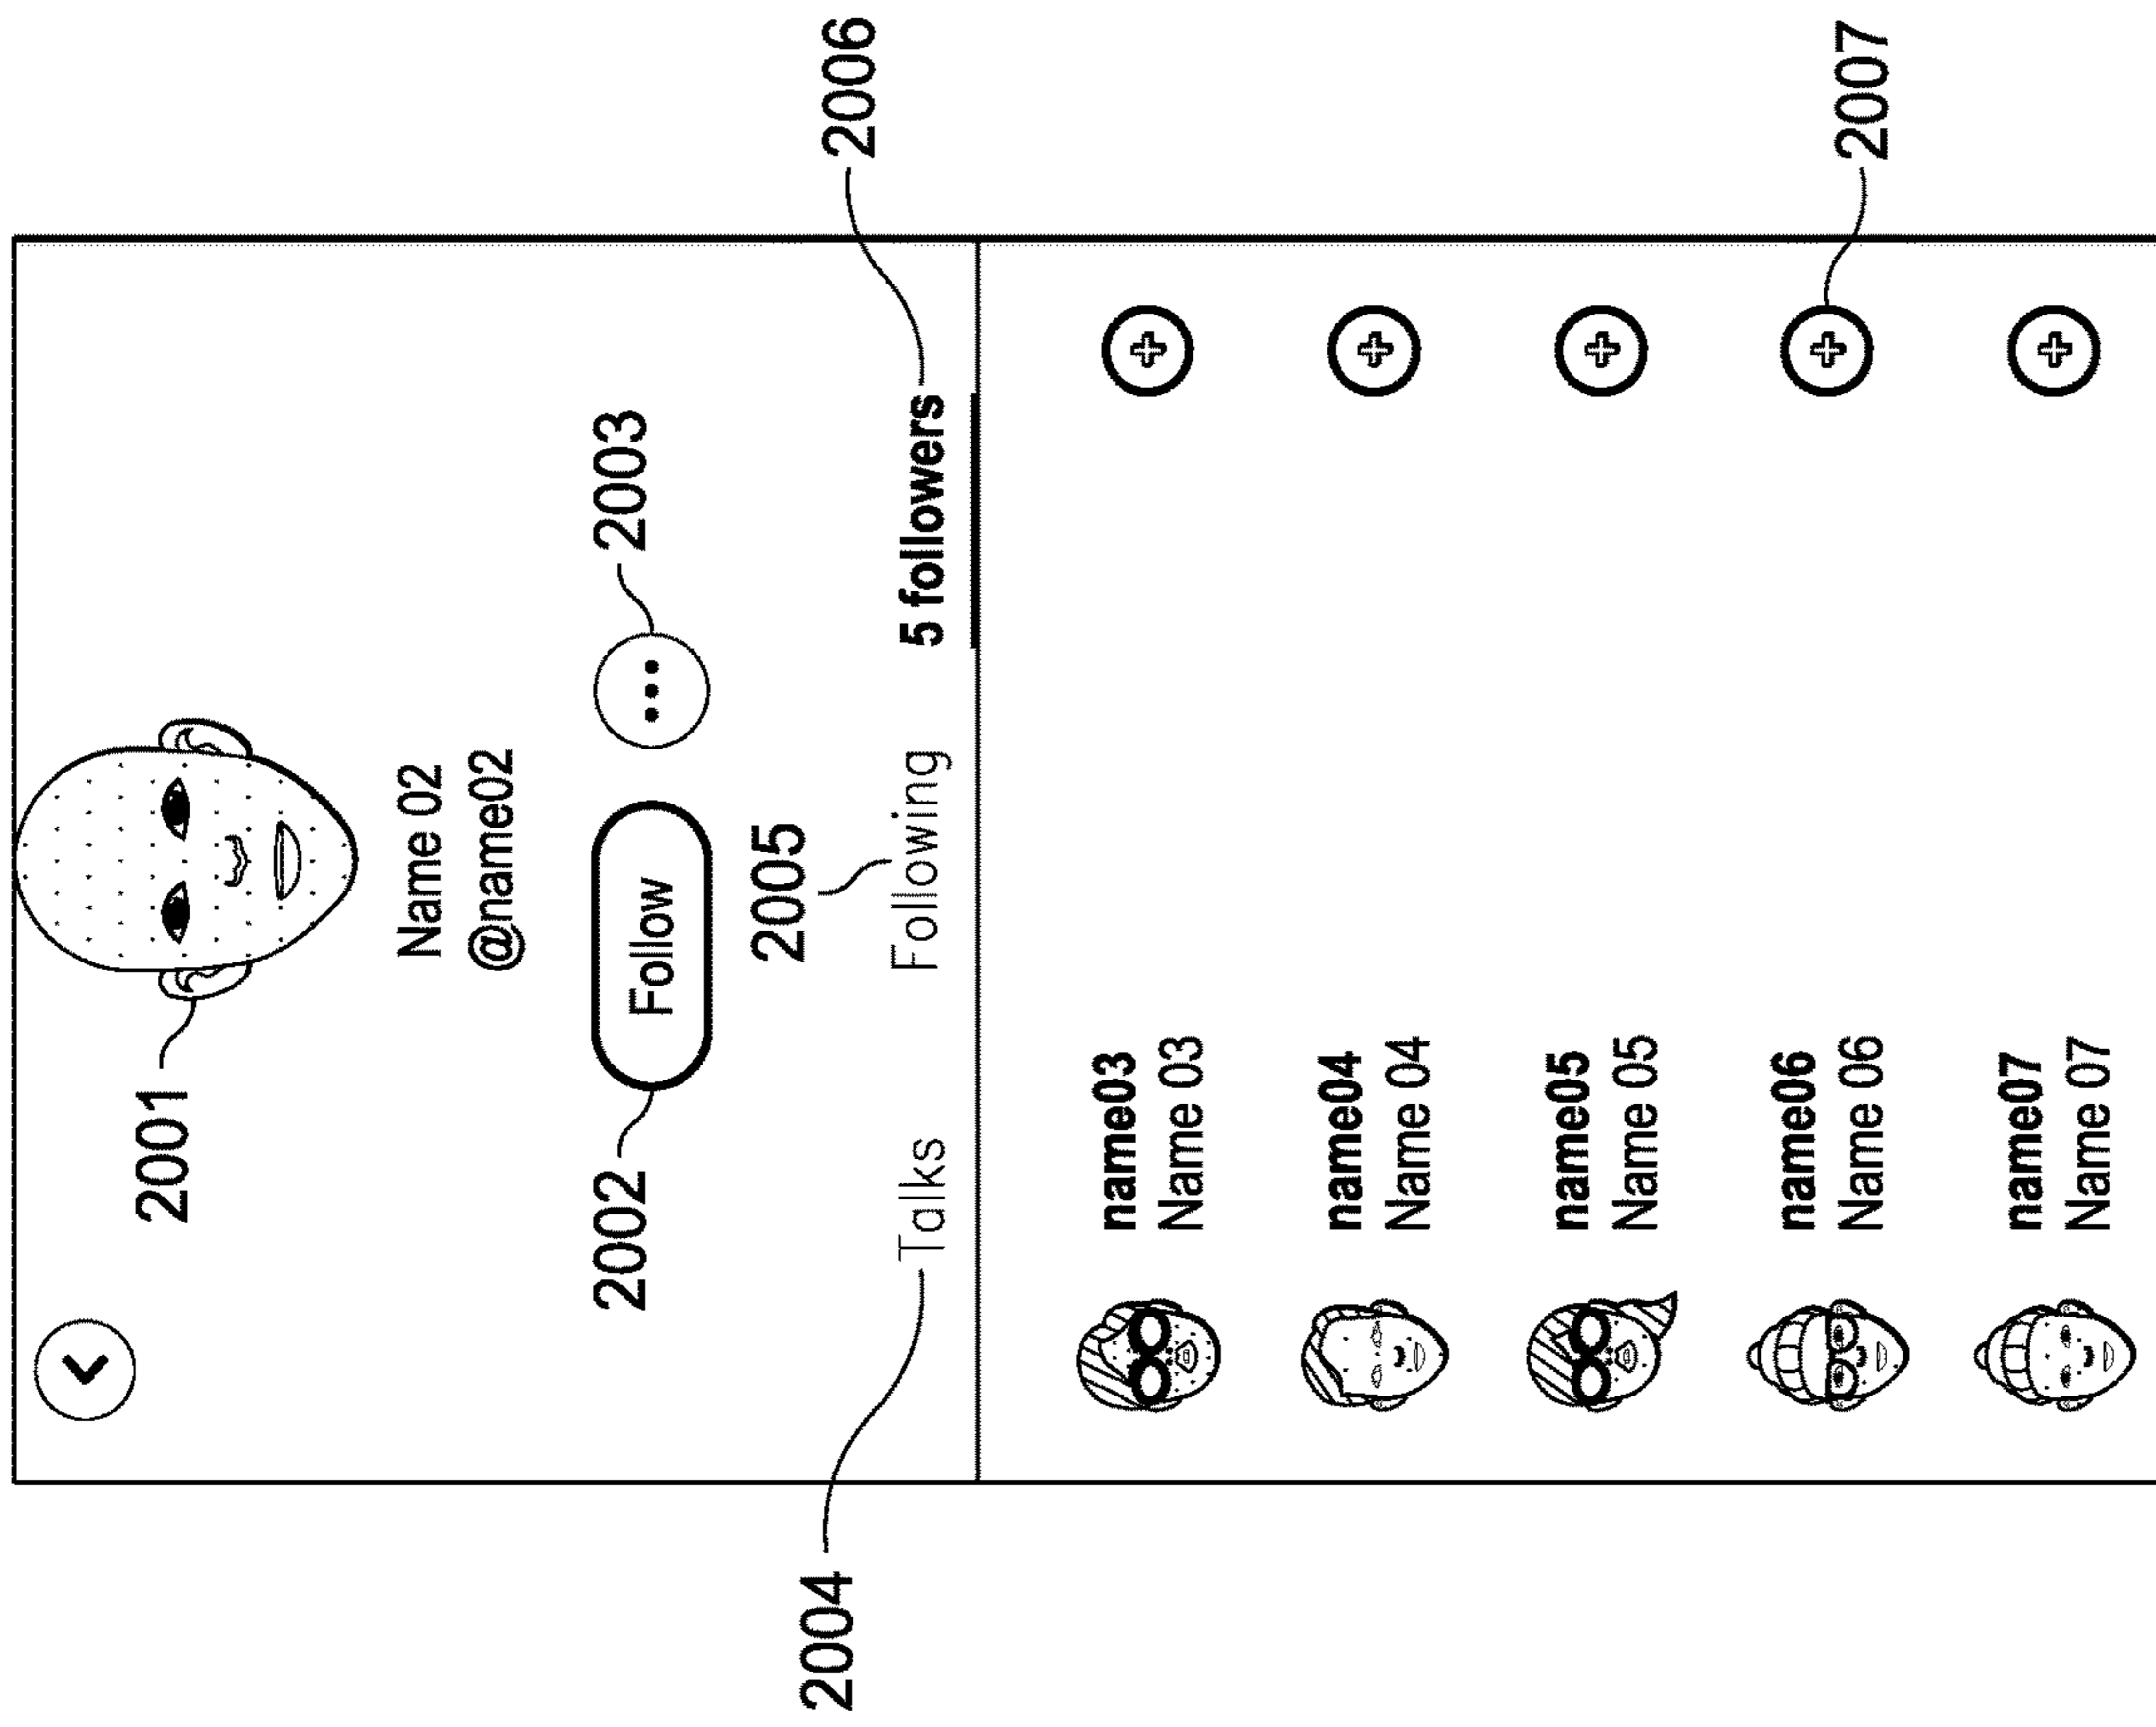 2001
Name 02
@name02
2002
Follow
2003
2005
2004
Talks
Following
5 followers
2006
name03
Name 03
name04
Name 04
name05
Name 05
name06
Name 06
2007
name07
Name 07